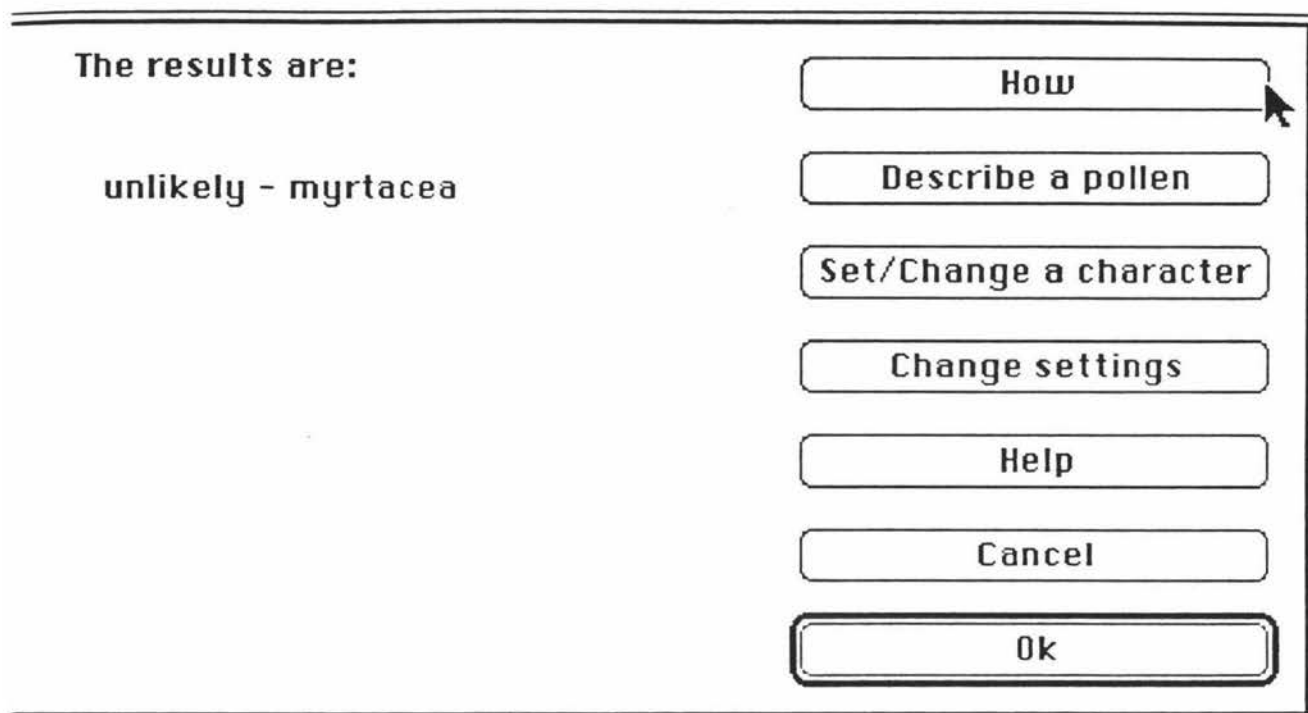 The results are:
unlikely - myrtacea
How
Describe a pollen
Set/Change a character
Change settings
Help
Cancel
Ok